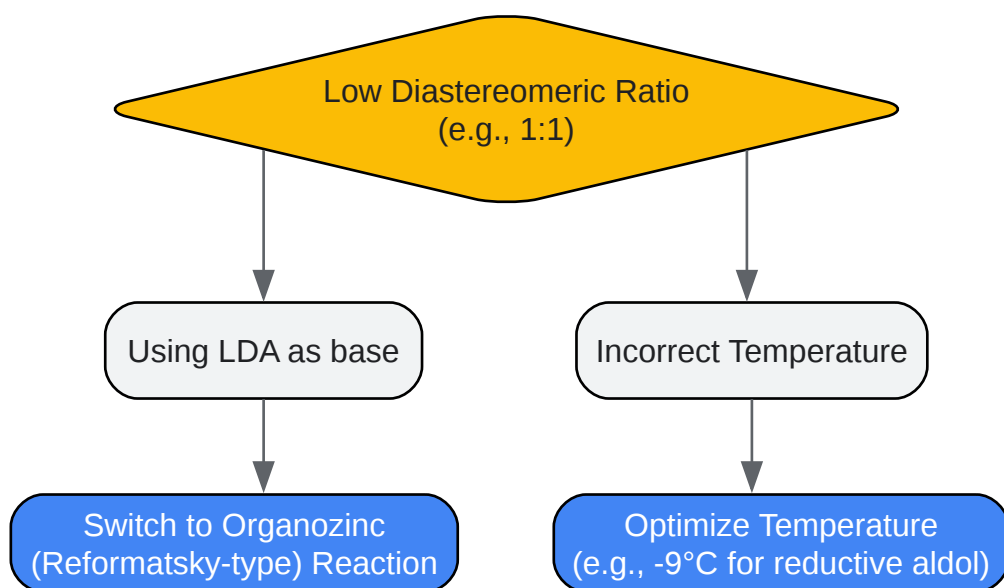 Low Diastereomeric Ratio
(e.g., 1:1)
Using LDA as base
Incorrect Temperature
Switch to Organozinc
(Reformatsky-type) Reaction
Optimize Temperature
(e.g., -9°C for reductive aldol)